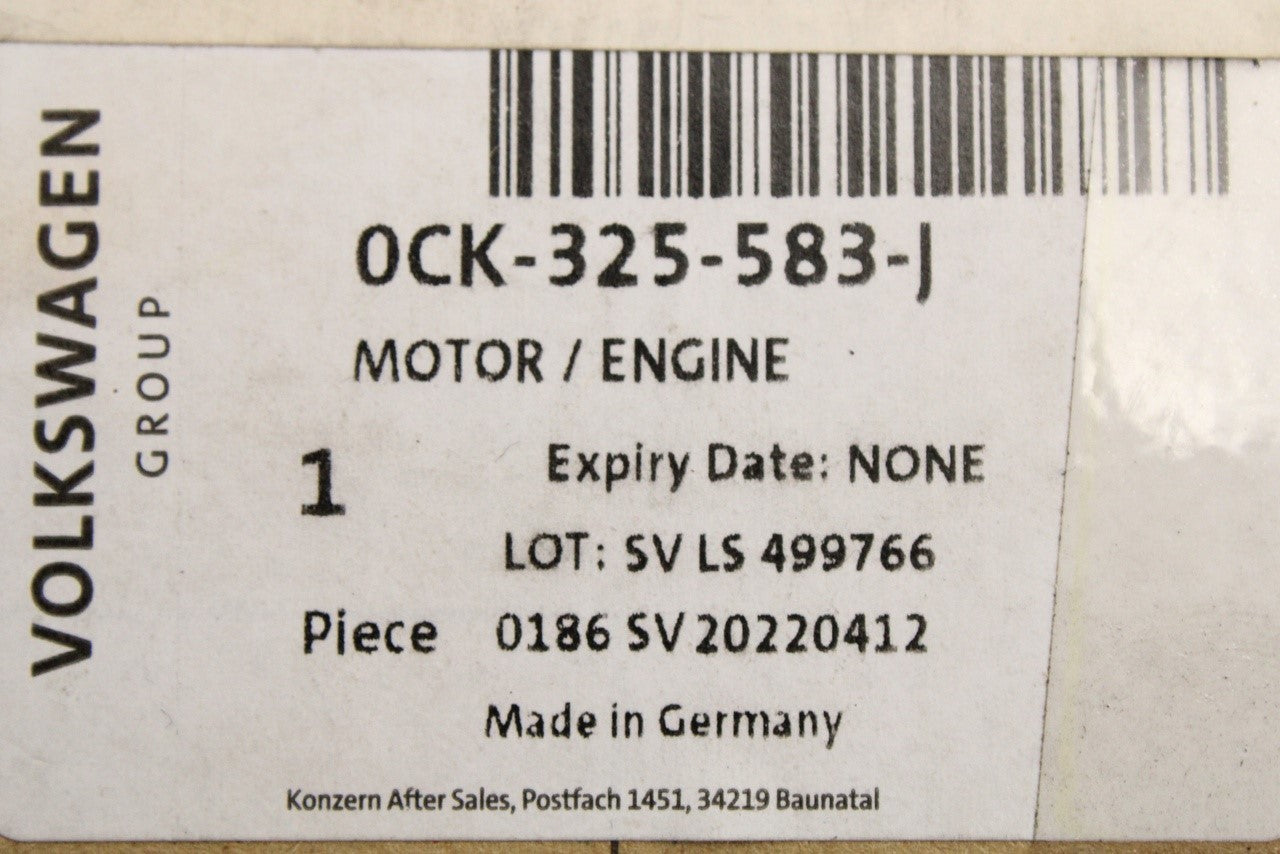 VOLKSWAGEN
GROUP
0CK-325-583-J
MOTOR / ENGINE
1
Expiry Date: NONE
LOT: SV LS 499766
Piece 0186 SV 20220412
Made in Germany
Konzern After Sales, Postfach 1451, 34219 Baunatal